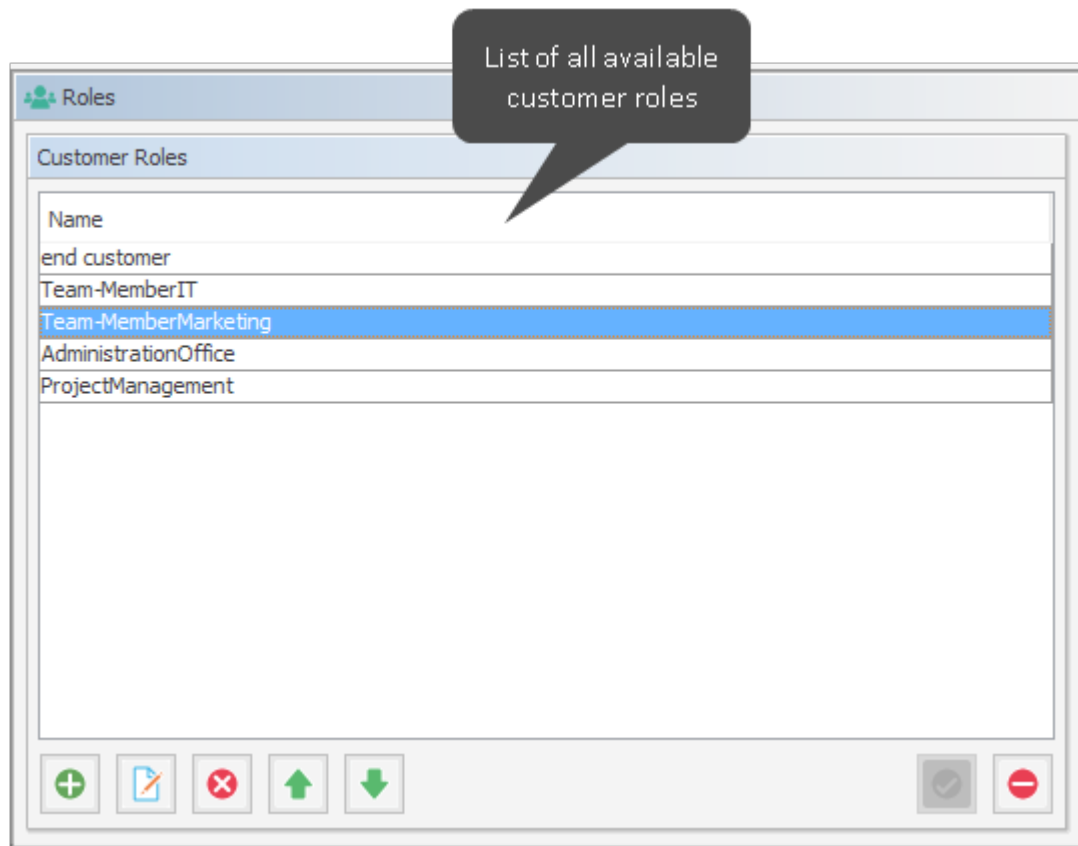 List of all available
customer roles
Roles
Customer Roles
Name
end customer
Team-MemberIT
Team-MemberMarketing
AdministrationOffice
ProjectManagement